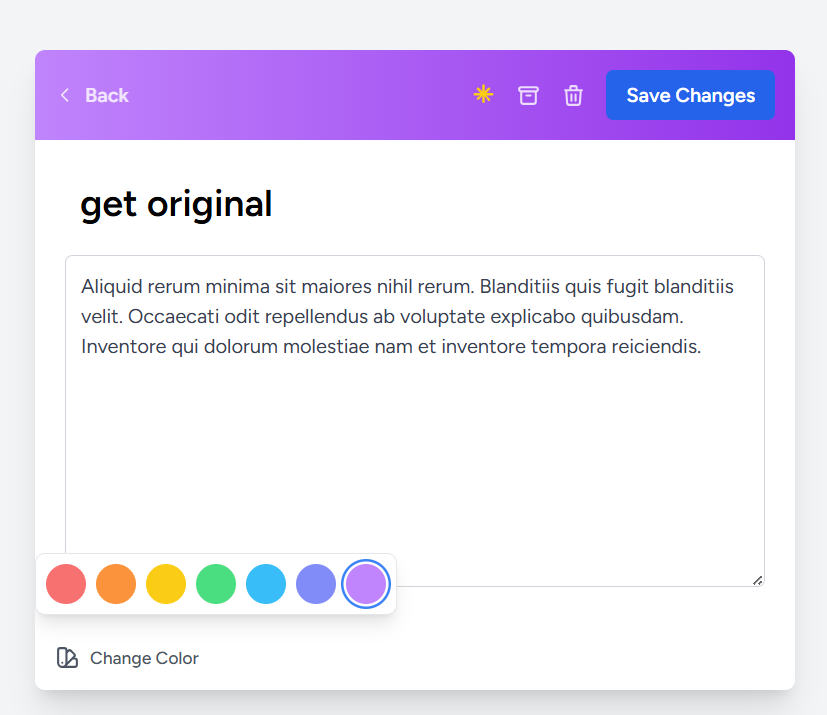 Back
Save Changes
get original
Aliquid rerum minima sit maiores nihil rerum. Blanditiis quis fugit blanditiis
velit. Occaecati odit repellendus ab voluptate explicabo quibusdam.
Inventore qui dolorum molestiae nam et inventore tempora reiciendis.
Change Color